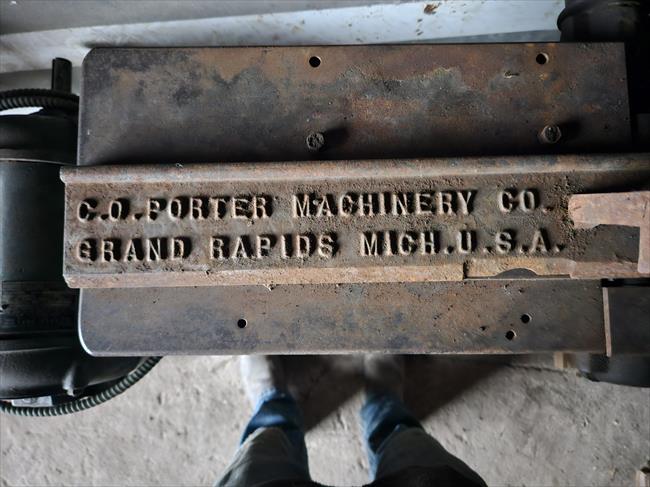 C.O. PORTER MACHINERY CO.
GRAND RAPIDS MICH. U.S.A.